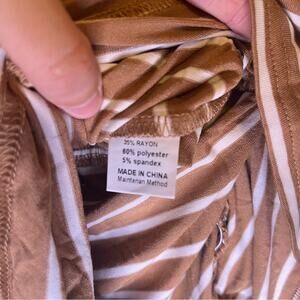 35% RAYON
60% polyester
5% spandex
MADE IN CHINA
Maintenan Method